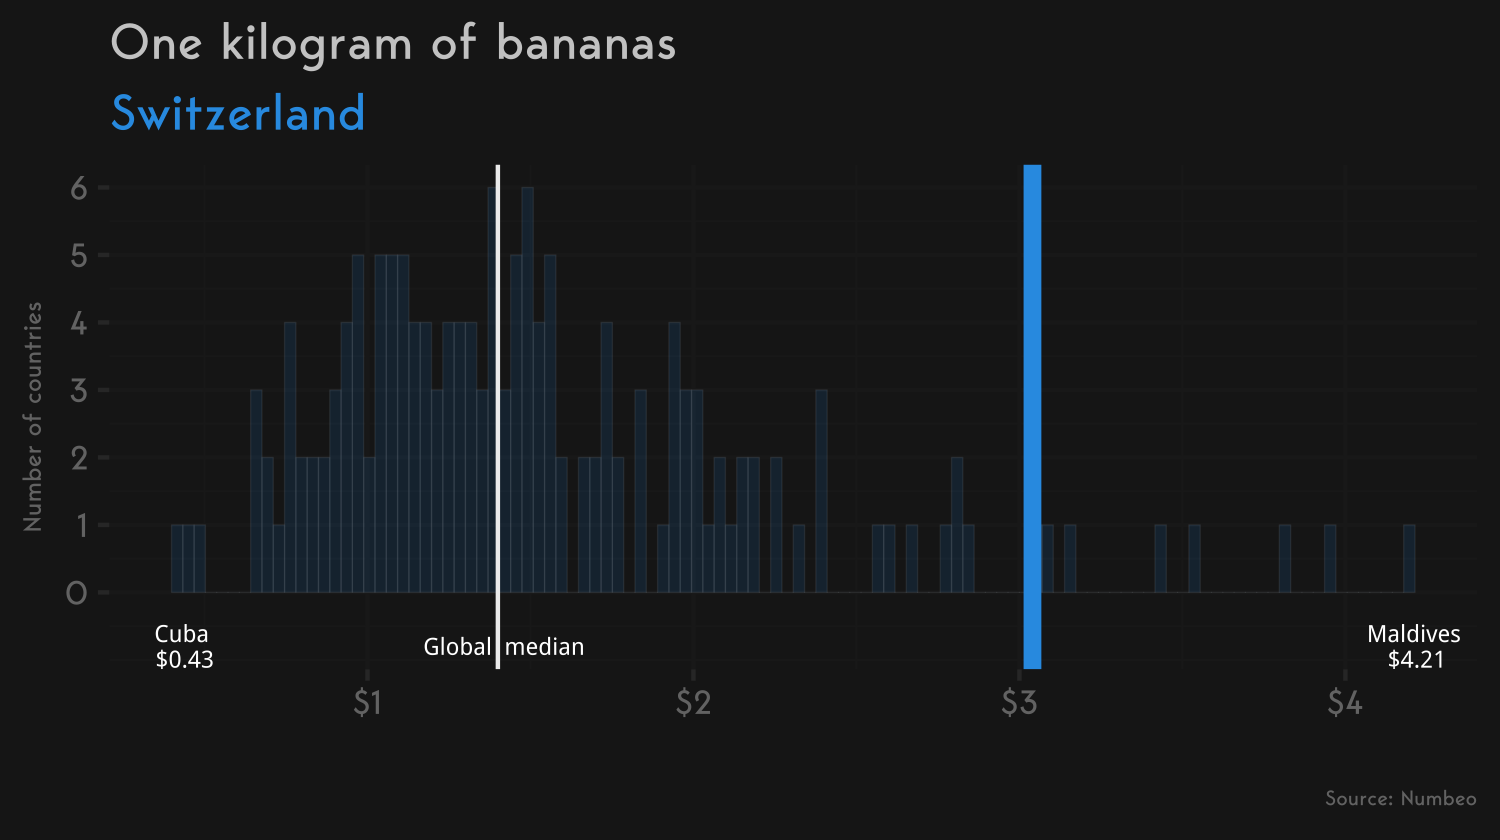 One kilogram of bananas
Switzerland
Number of countries
6
5
4
3
2
1
0
Cuba
$0.43
Global median
Maldives
$4.21
$1 $2 $3 $4
Source: Numbeo